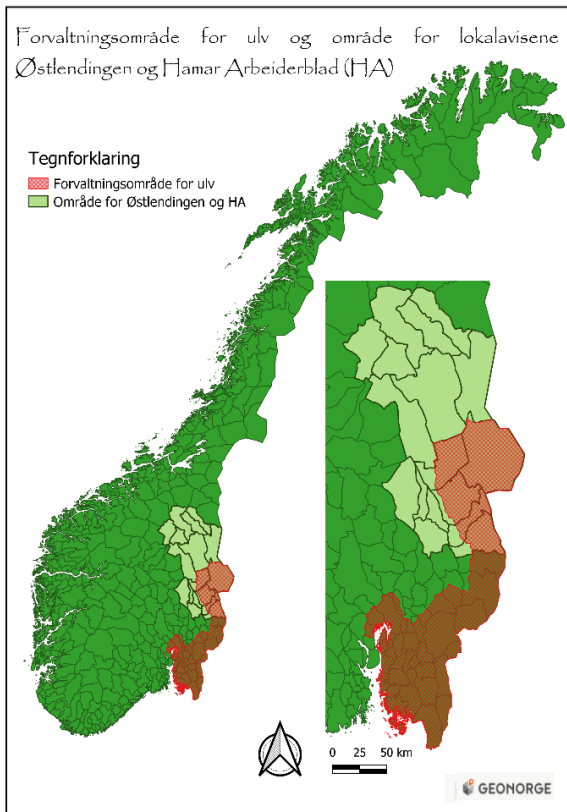 Forvaltningsområde for ulv og område for lokalavisene
Østlendingen og Hamar Arbeiderblad (HA)
Tegnforklaring
Forvaltningsområde for ulv
Område for Østlendingen og HA
0 25 50 km
GEONORGE